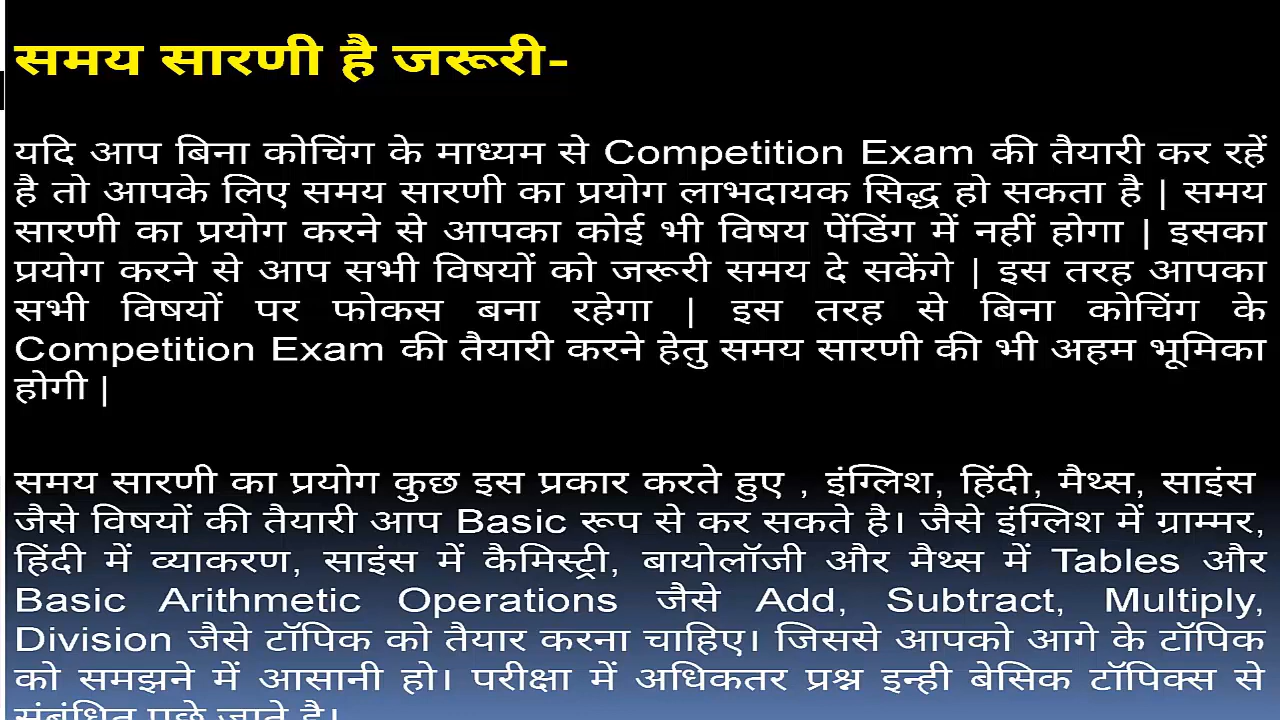 समय सारणी है जरूरी-
यदि आप बिना कोचिंग के माध्यम से Competition Exam की तैयारी कर रहें
है तो आपके लिए समय सारणी का प्रयोग लाभदायक सिद्ध हो सकता है | समय
सारणी का प्रयोग करने से आपका कोई भी विषय पेंडिंग में नहीं होगा | इसका
प्रयोग करने से आप सभी विषयों को जरूरी समय दे सकेंगे | इस तरह आपका
सभी विषयों पर फोकस बना रहेगा | इस तरह से बिना कोचिंग के
Competition Exam की तैयारी करने हेतु समय सारणी की भी अहम भूमिका
होगी |
समय सारणी का प्रयोग कुछ इस प्रकार करते हुए , इंग्लिश, हिंदी, मैथ्स, साइंस
जैसे विषयों की तैयारी आप Basic रूप से कर सकते है। जैसे इंग्लिश में ग्राम्मर,
हिंदी में व्याकरण, साइंस में कैमिस्ट्री, बायोलॉजी और मैथ्स में Tables और
Basic Arithmetic Operations जैसे Add, Subtract, Multiply,
Division जैसे टॉपिक को तैयार करना चाहिए। जिससे आपको आगे के टॉपिक
को समझने में आसानी हो। परीक्षा में अधिकतर प्रश्न इन्ही बेसिक टॉपिक्स से
संबंधित पूछे जाते है।